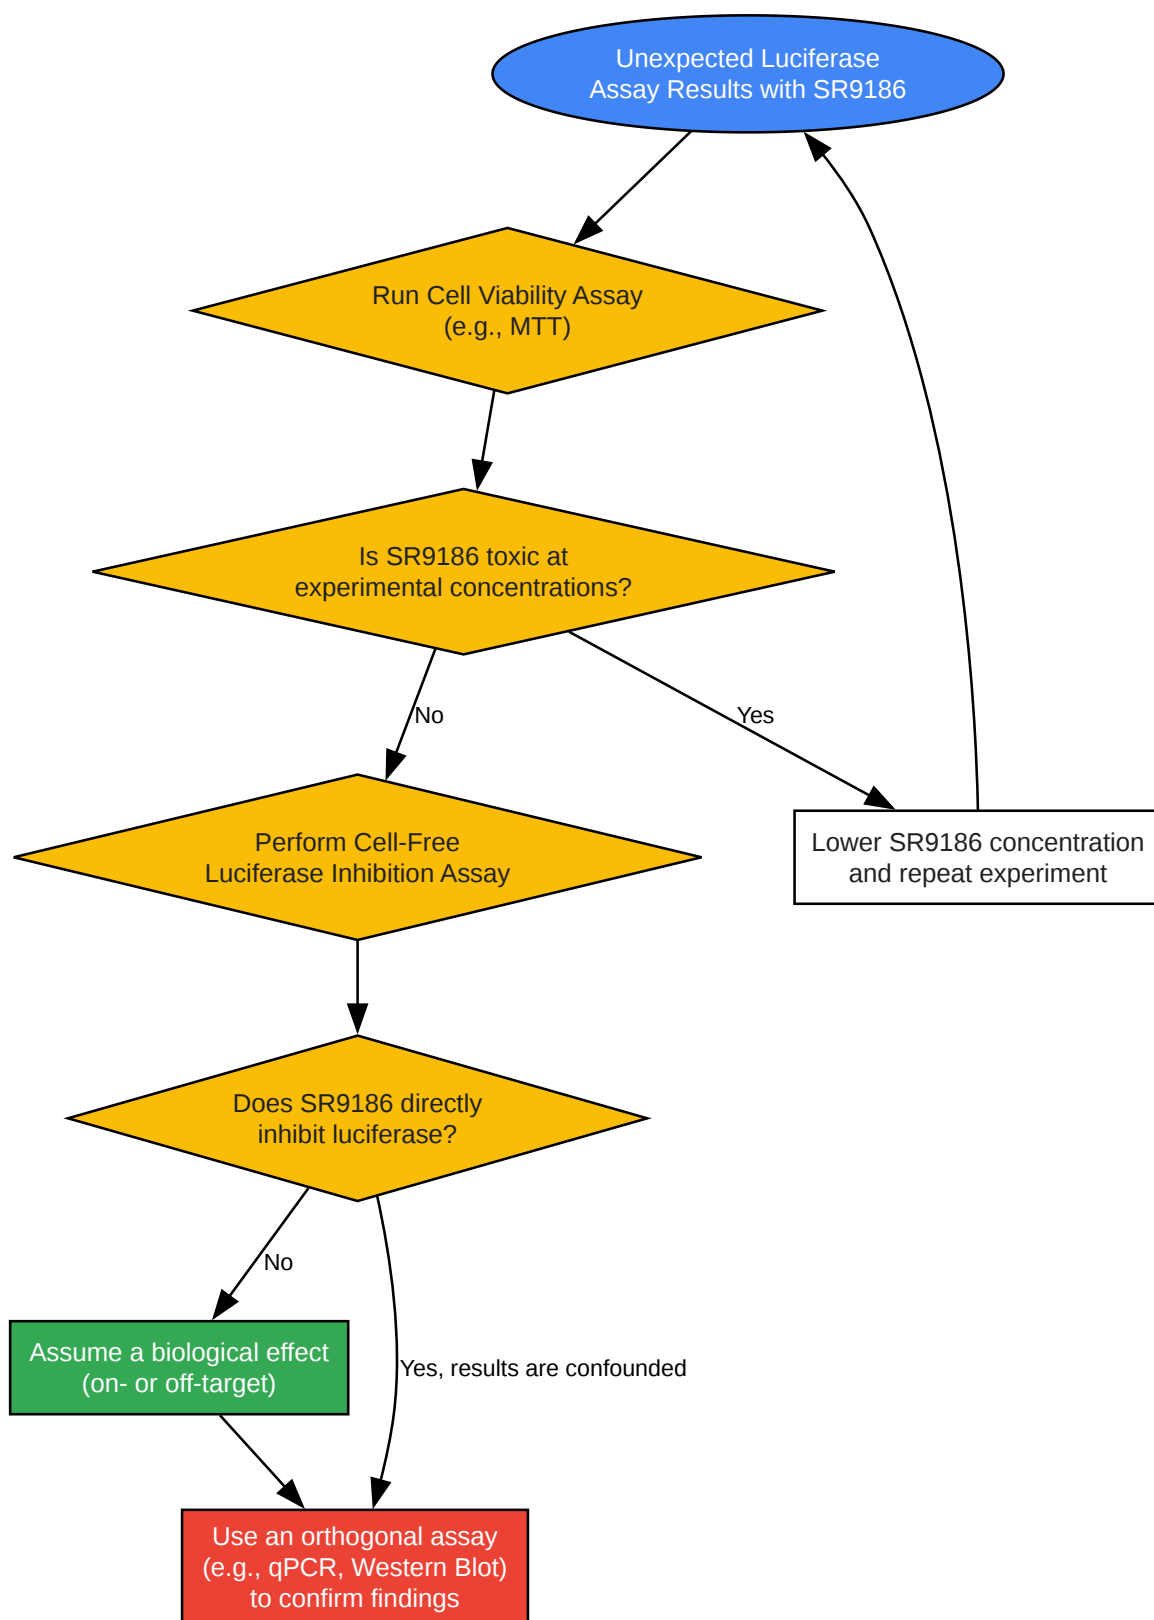 Unexpected Luciferase
Assay Results with SR9186
Run Cell Viability Assay
(e.g., MTT)
Is SR9186 toxic at
experimental concentrations?
No
Yes
Perform Cell-Free
Luciferase Inhibition Assay
Lower SR9186 concentration
and repeat experiment
Does SR9186 directly
inhibit luciferase?
No
Assume a biological effect
(on- or off-target)
Yes, results are confounded
Use an orthogonal assay
(e.g., qPCR, Western Blot)
to confirm findings